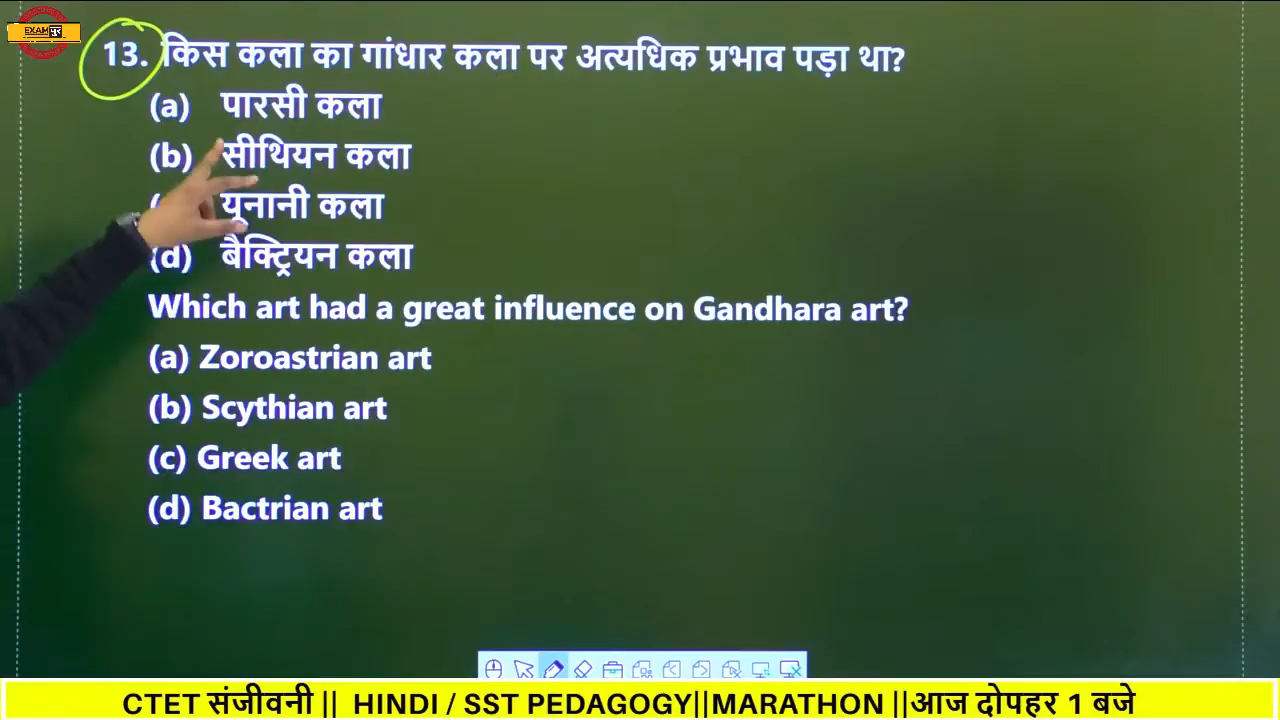 EXAM
13. किस कला का गांधार कला पर अत्यधिक प्रभाव पड़ा था?
(a) पारसी कला
(b) सीथियन कला
यूनानी कला
(d) बैक्ट्रियन कला
Which art had a great influence on Gandhara art?
(a) Zoroastrian art
(b) Scythian art
(c) Greek art
(d) Bactrian art
CTET संजीवनी || HINDI / SST PEDAGOGY||MARATHON ||आज दोपहर 1 बजे